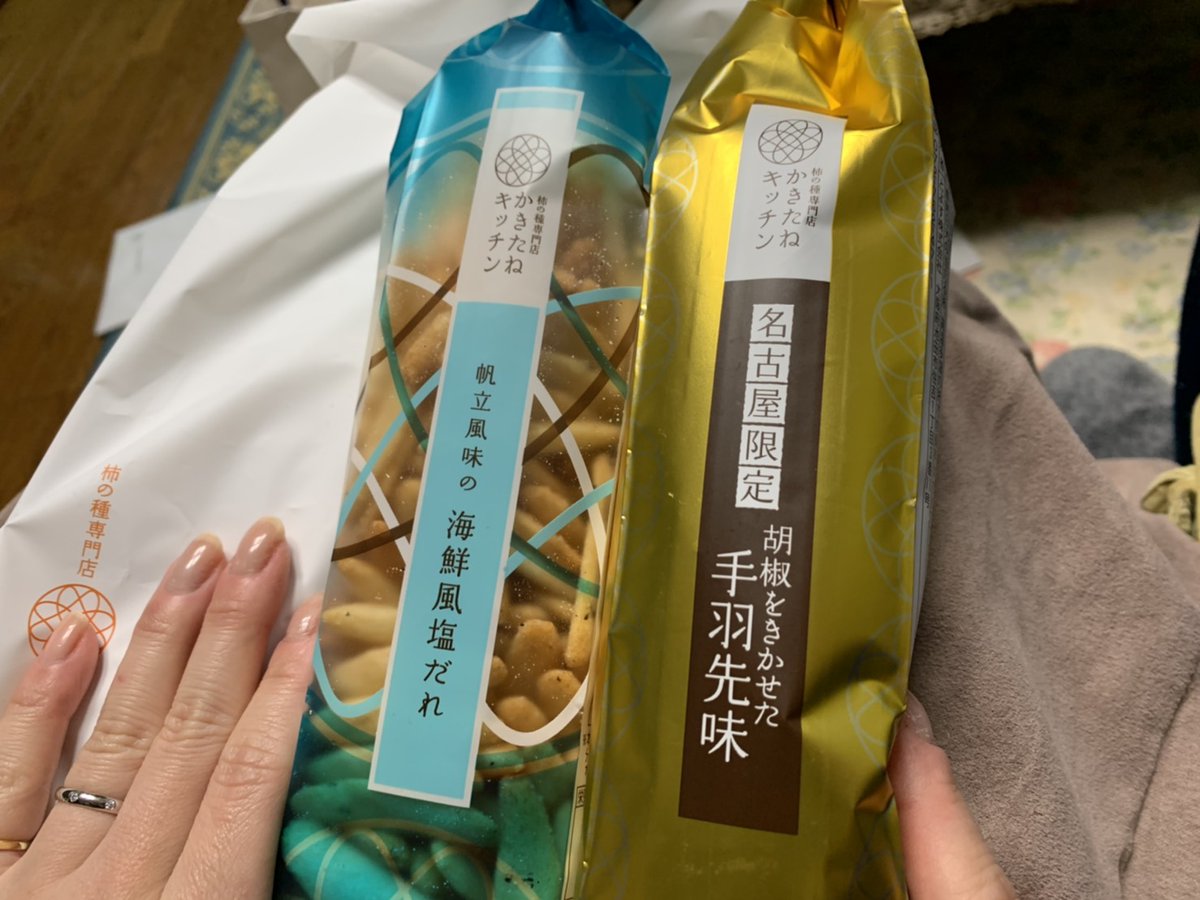 柿の種専門店
柿の種専門店
かきたね
キッチン
帆立風味の
海鮮風塩だれ
柿の種専門店
かきたね
キッチン
名古屋限定
胡椒をきかせた
手羽先味